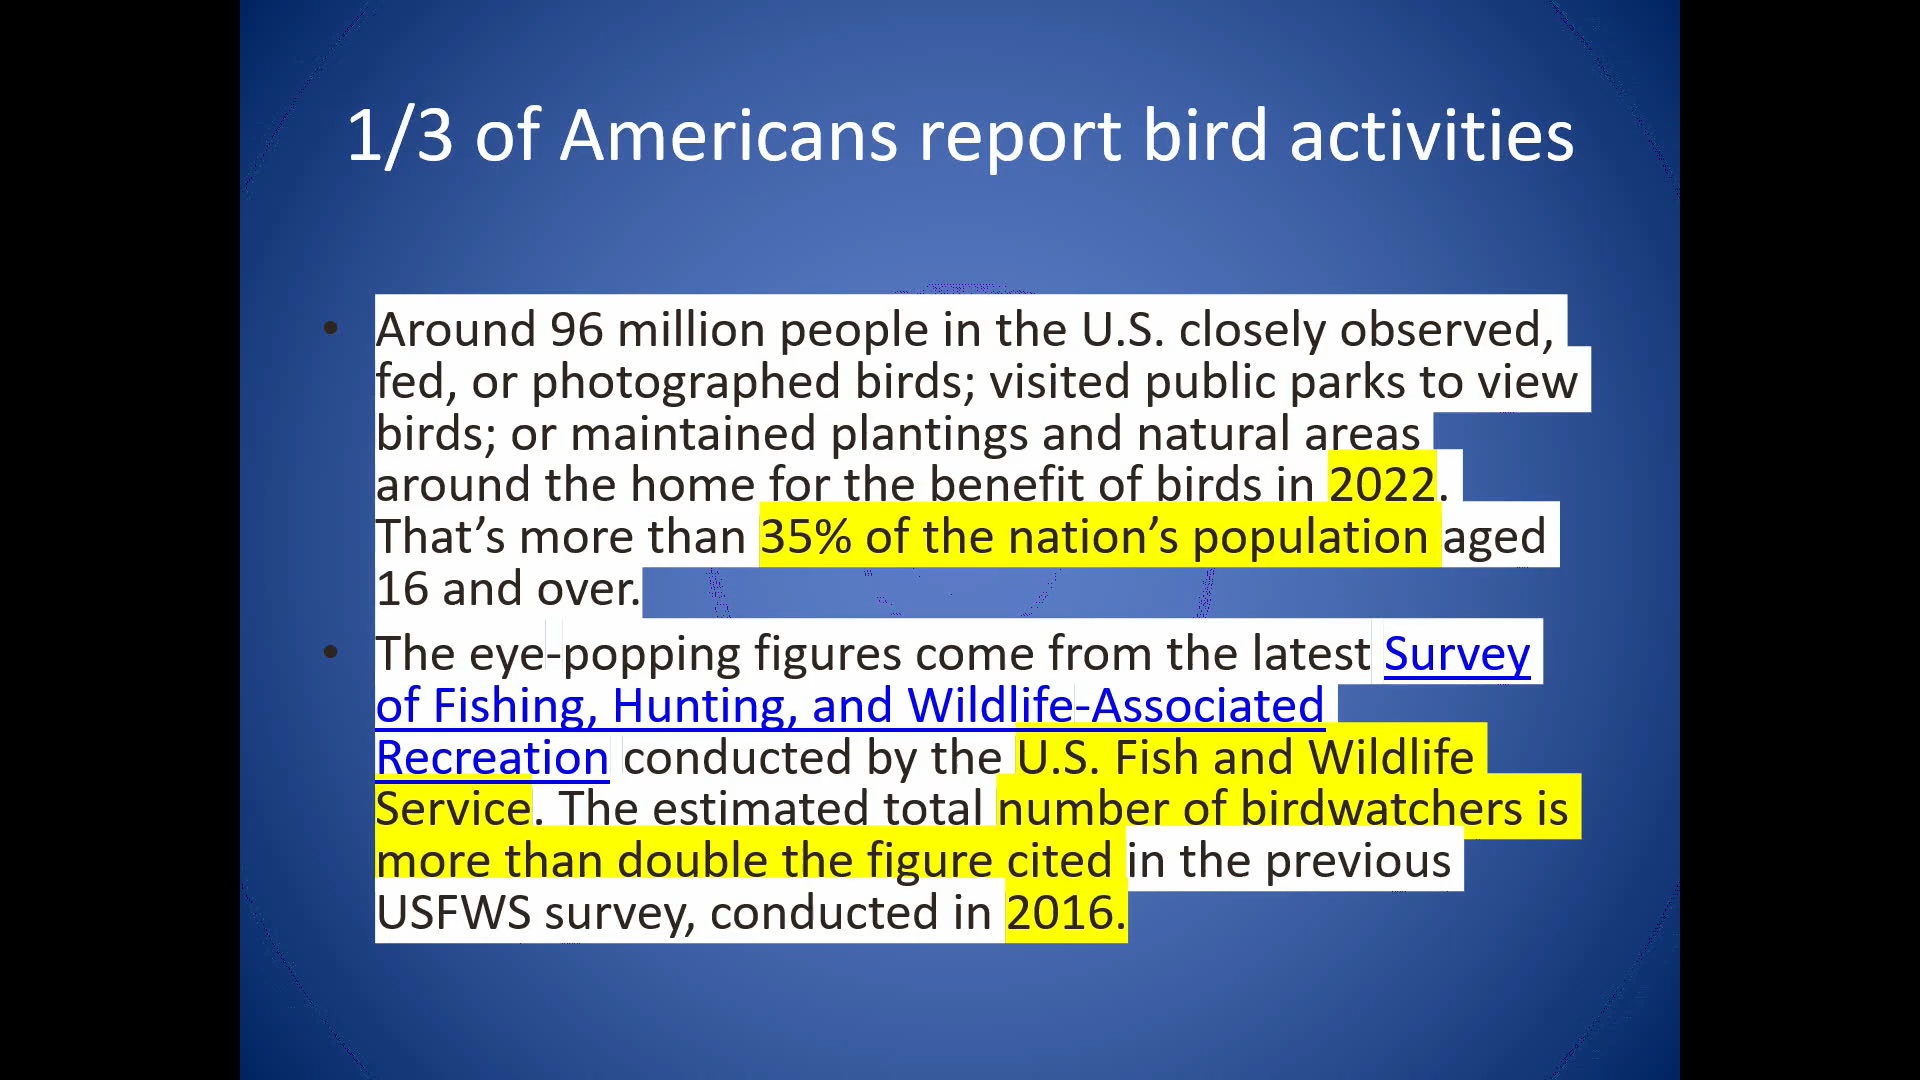 1/3 of Americans report bird activities
• Around 96 million people in the U.S. closely observed,
fed, or photographed birds; visited public parks to view
birds; or maintained plantings and natural areas
around the home for the benefit of birds in 2022.
That’s more than 35% of the nation’s population aged
16 and over.
• The eye-popping figures come from the latest Survey
of Fishing, Hunting, and Wildlife-Associated
Recreation conducted by the U.S. Fish and Wildlife
Service. The estimated total number of birdwatchers is
more than double the figure cited in the previous
USFWS survey, conducted in 2016.